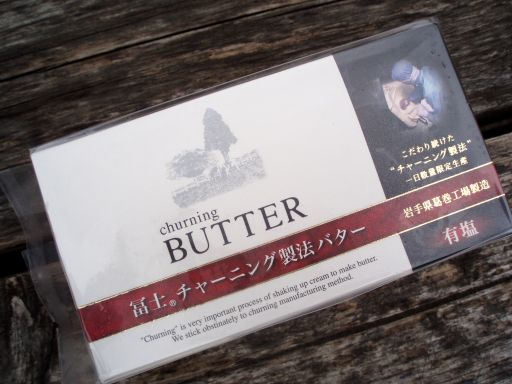 churning
BUTTER
冨士®チャーニング製法バター
"Churning" is very important process of shaking up cream to make butter.
We stick obstinately to churning manufacturing method.
こだわり続けた
"チャーニング製法"
一日数量限定生産
岩手県葛巻工場製造
有塩